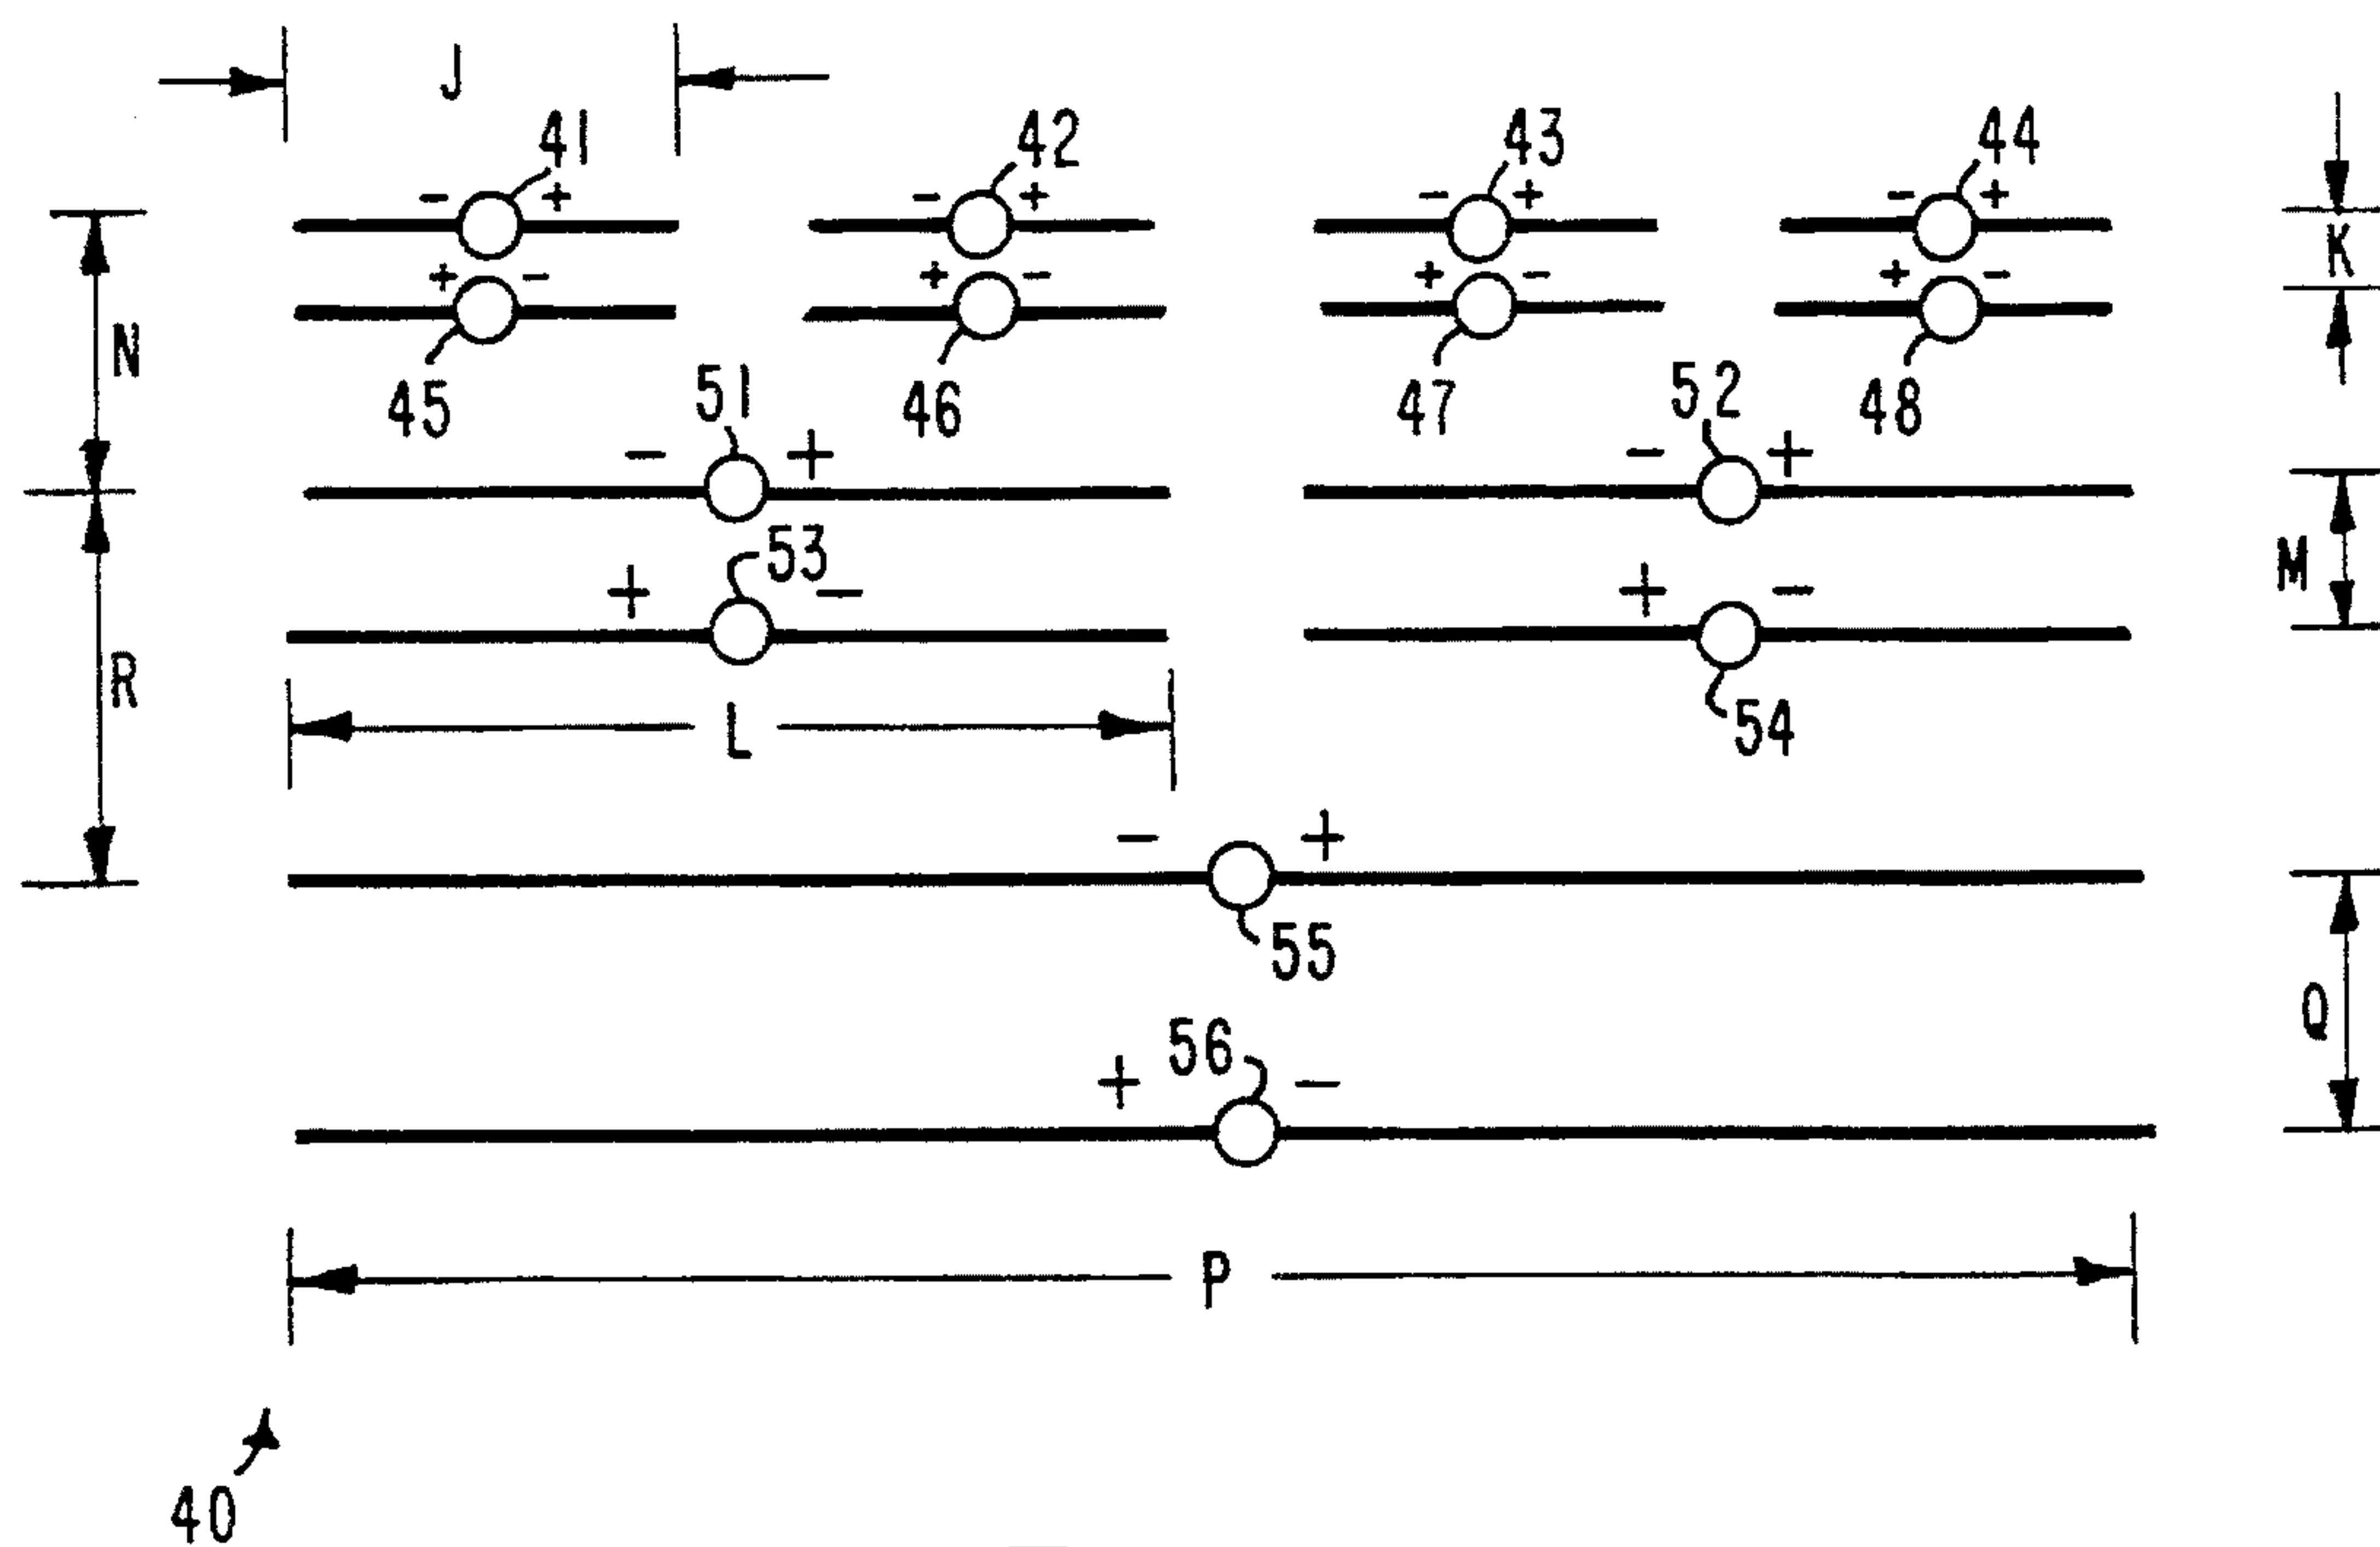 J
41 42 43 44
- + - + - + - +
K
+ - + - + - + -
N
45 46 47 48
51 52
- + - +
53
M
+ - + -
R
L
54
- +
55
Q
56
+ -
P
40